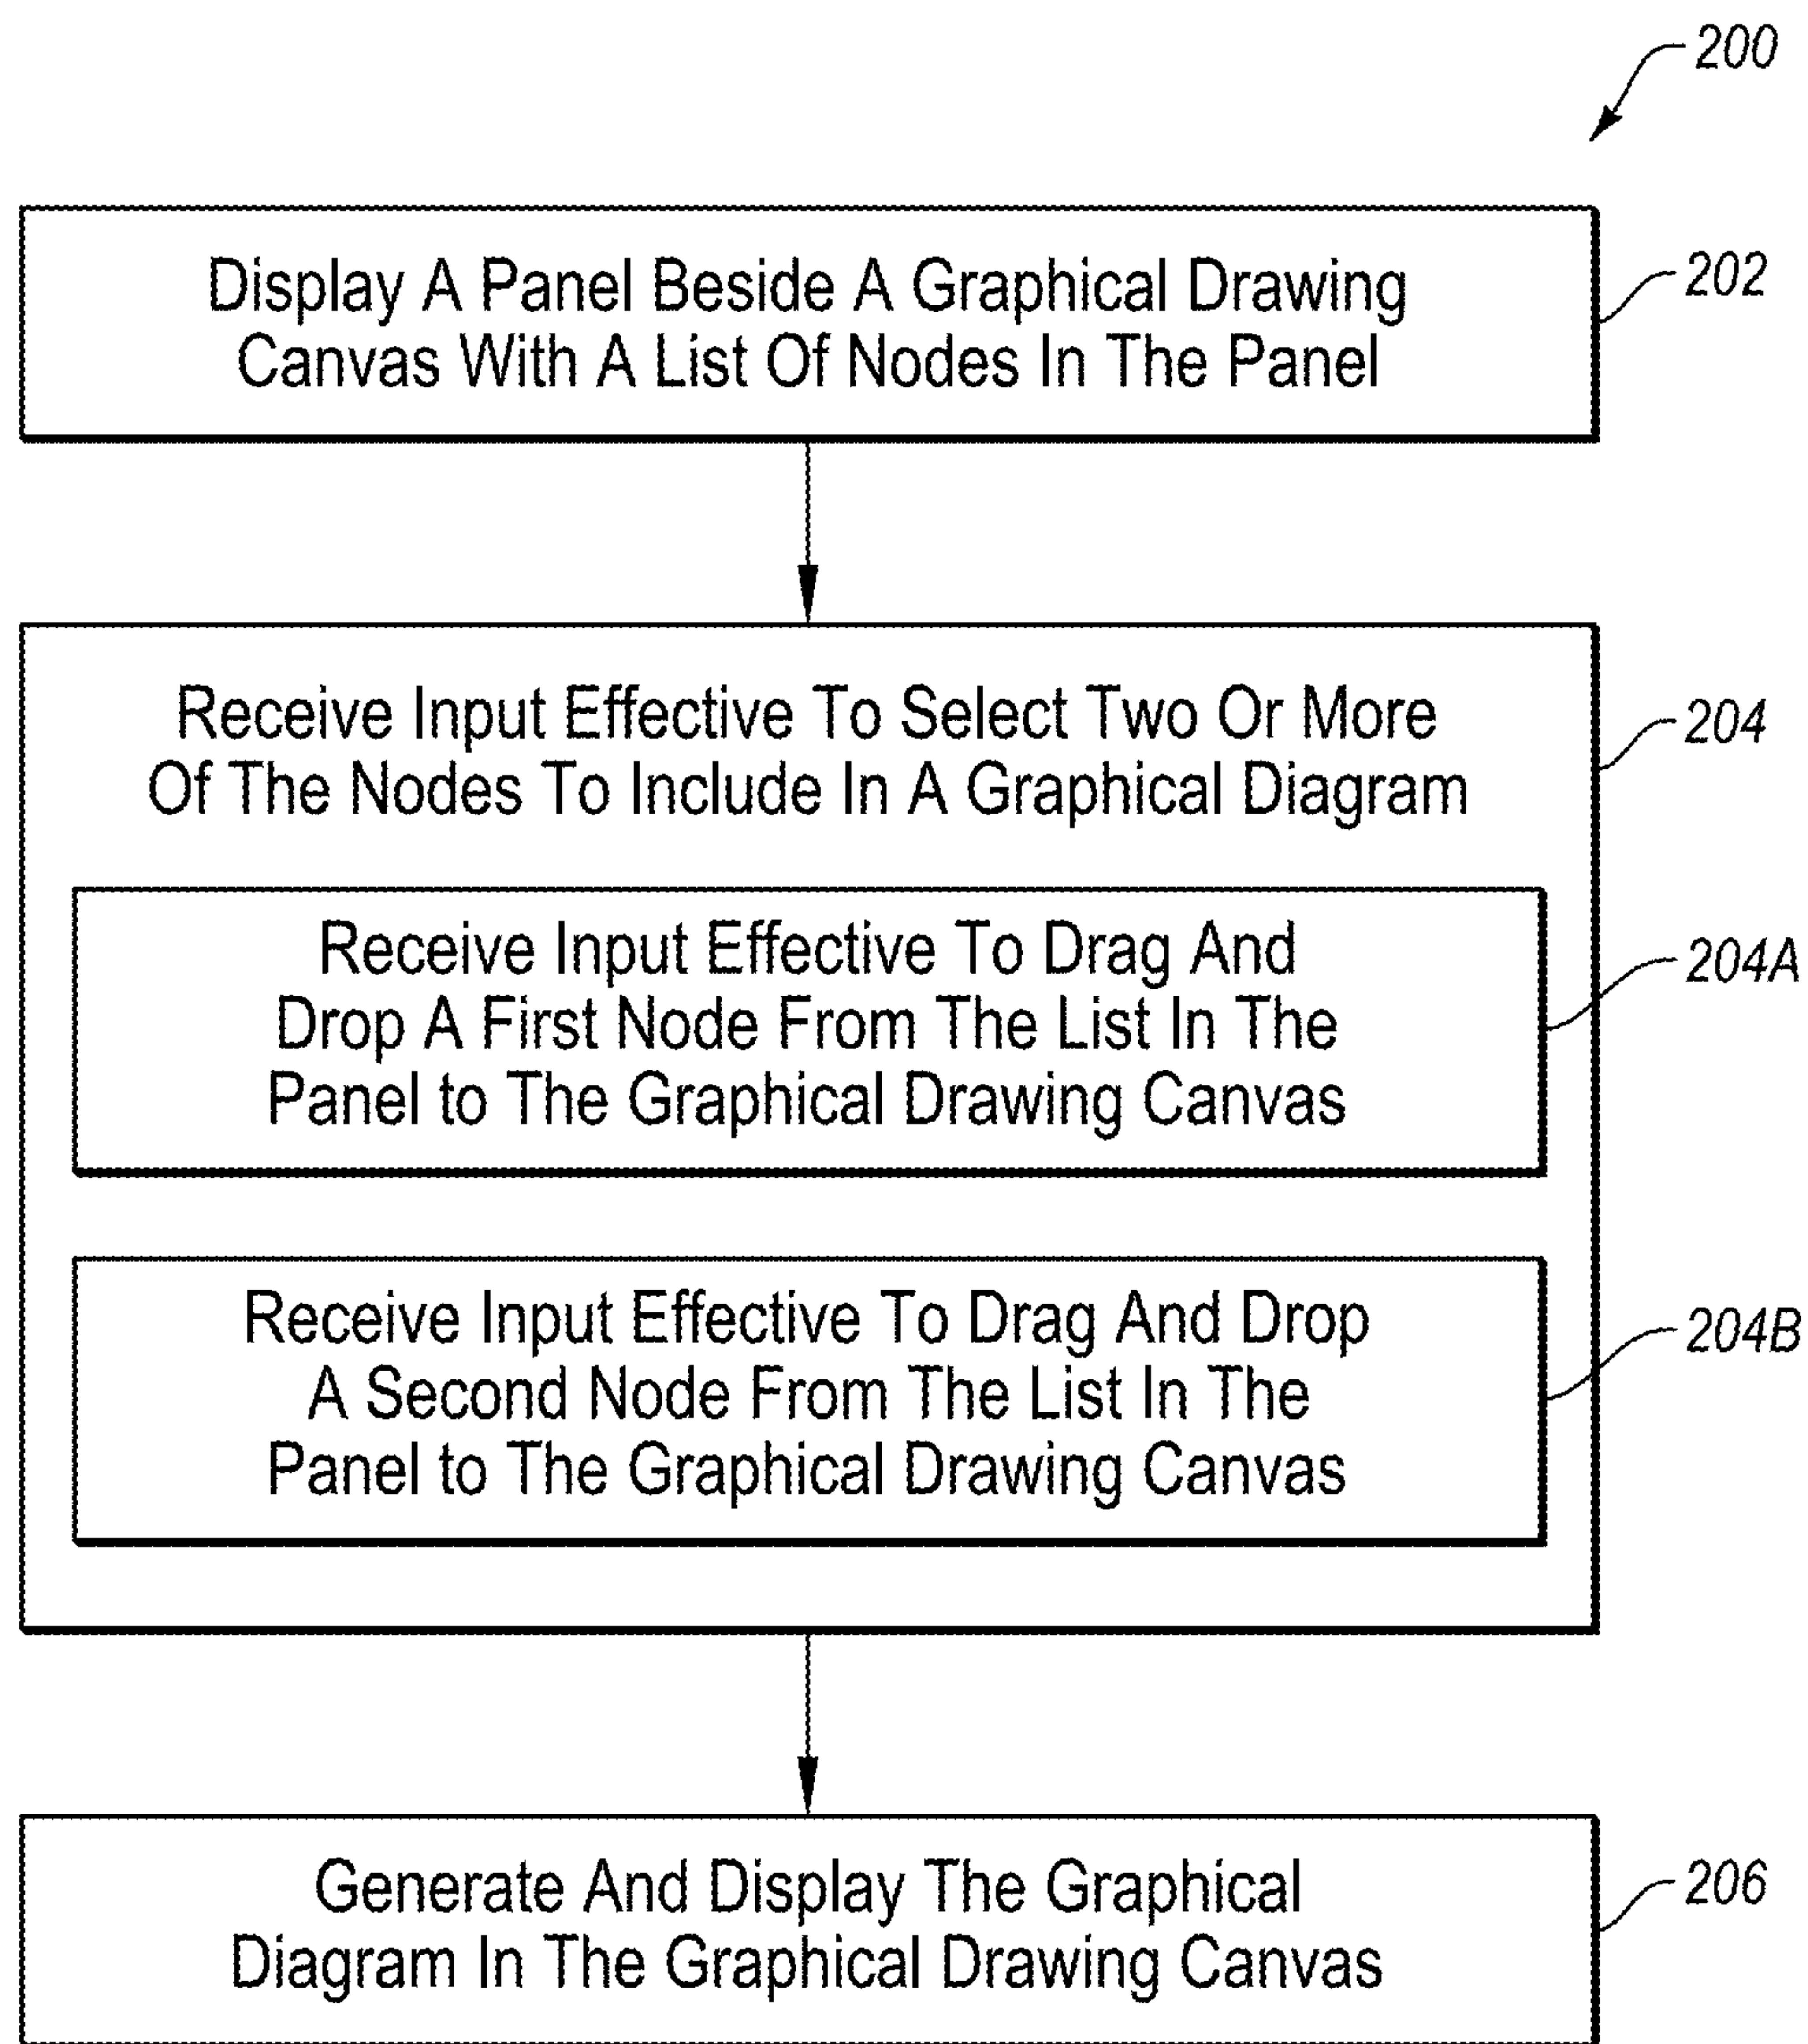 200
Display A Panel Beside A Graphical Drawing
Canvas With A List Of Nodes In The Panel
202
Receive Input Effective To Select Two Or More
Of The Nodes To Include In A Graphical Diagram
204
Receive Input Effective To Drag And
Drop A First Node From The List In The
Panel to The Graphical Drawing Canvas
204A
Receive Input Effective To Drag And Drop
A Second Node From The List In The
Panel to The Graphical Drawing Canvas
204B
Generate And Display The Graphical
Diagram In The Graphical Drawing Canvas
206